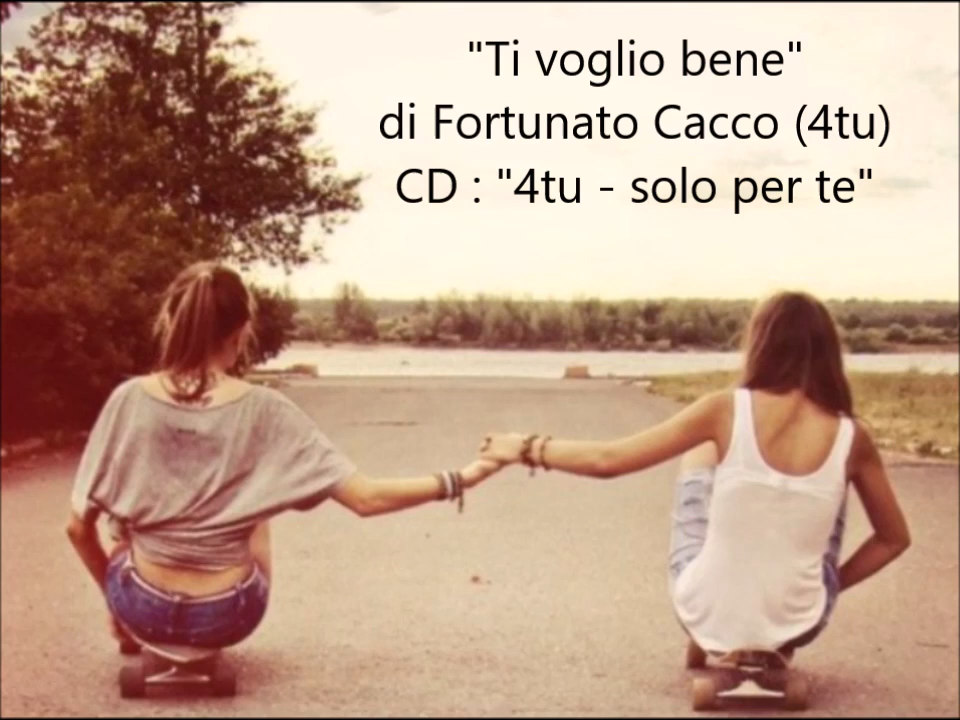 "Ti voglio bene"
di Fortunato Cacco (4tu)
CD : "4tu - solo per te"